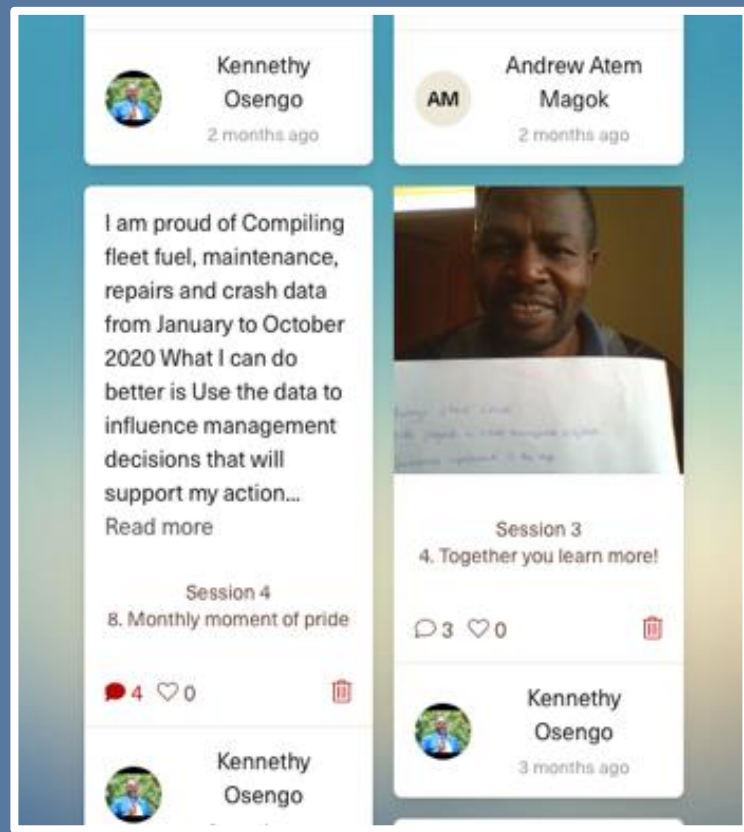 Kennethy
Osengo
2 months ago
AM
Andrew Atem
Magok
2 months ago
I am proud of Compiling
fleet fuel, maintenance,
repairs and crash data
from January to October
2020 What I can do
better is Use the data to
influence management
decisions that will
support my action...
Read more
Session 4
8. Monthly moment of pride
4
0
Kennethy
Osengo
Session 3
4. Together you learn more!
3
0
Kennethy
Osengo
3 months ago